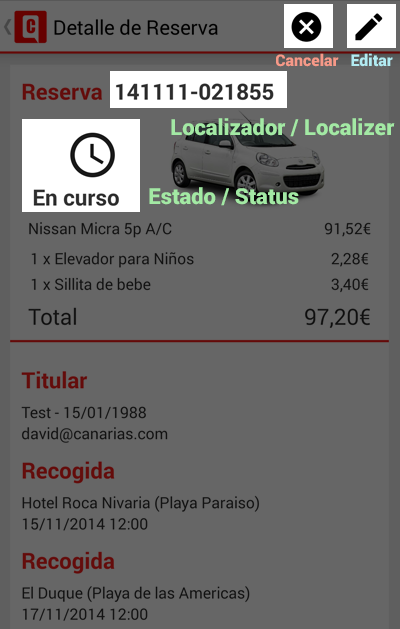 Detalle de Reserva
Cancelar Editar
Reserva 141111-021855
Localizador / Localizer
En curso
Estado / Status
Nissan Micra 5p A/C 91,52€
1 x Elevador para Niños 2,28€
1 x Sillita de bebe 3,40€
Total 97,20€
Titular
Test - 15/01/1988
david@canarias.com
Recogida
Hotel Roca Nivaria (Playa Paraiso)
15/11/2014 12:00
Recogida
El Duque (Playa de las Americas)
17/11/2014 12:00